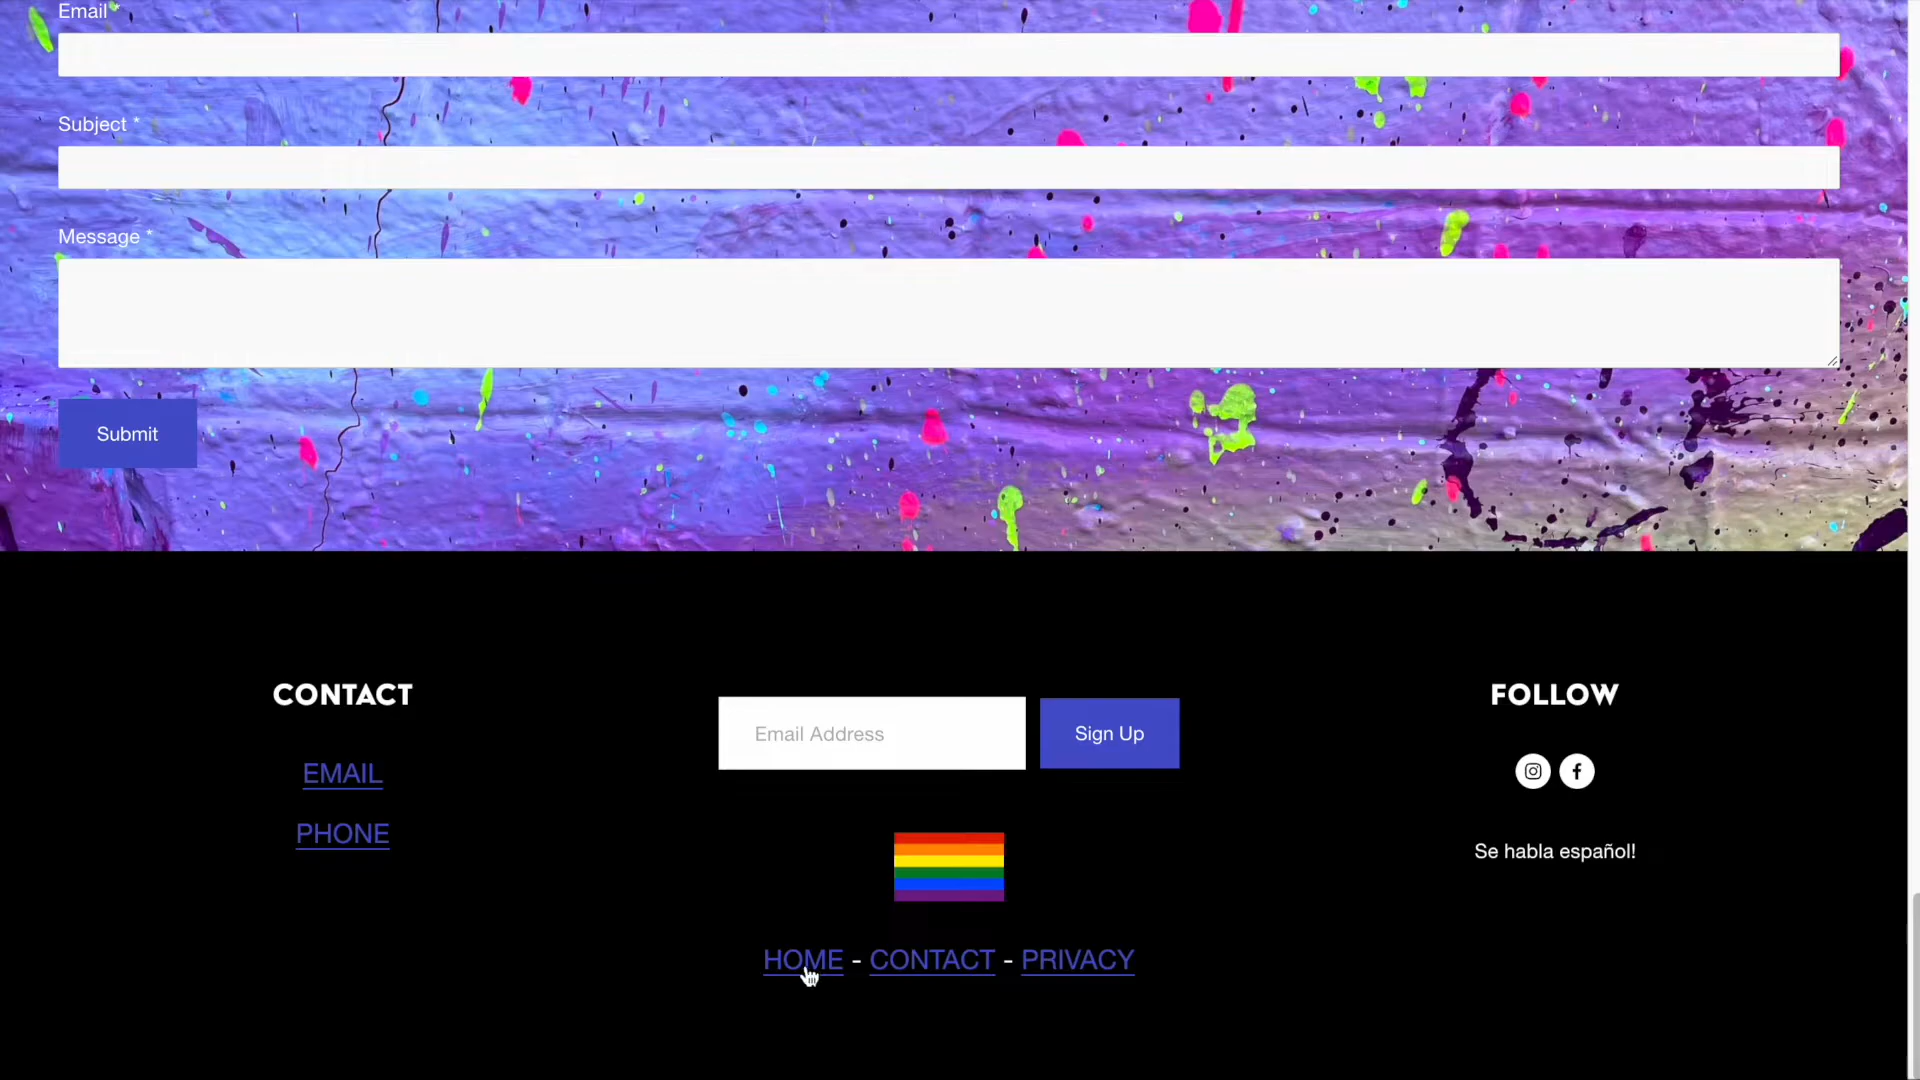 Email *
Subject *
Message *
Submit
CONTACT
EMAIL
PHONE
Email Address
Sign Up
HOME - CONTACT - PRIVACY
FOLLOW
Se habla español!